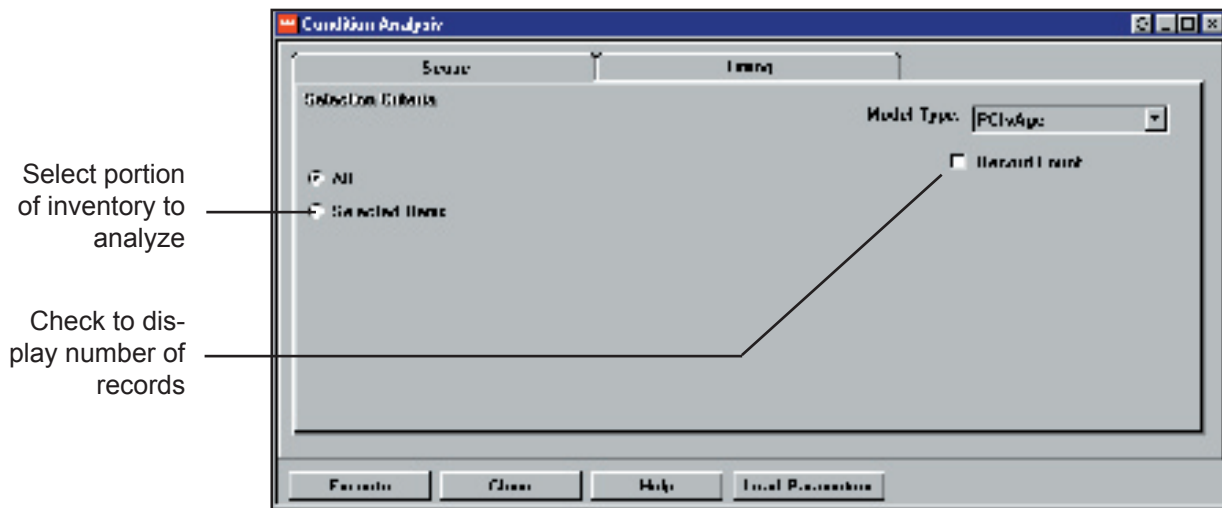 Condition Analysis
Scope
Timing
Selection Criteria
Model Type:
PCIvAge
Record Count
All
Selected Items
Select portion
of inventory to
analyze
Check to dis-
play number of
records
Execute
Close
Help
Load Parameters